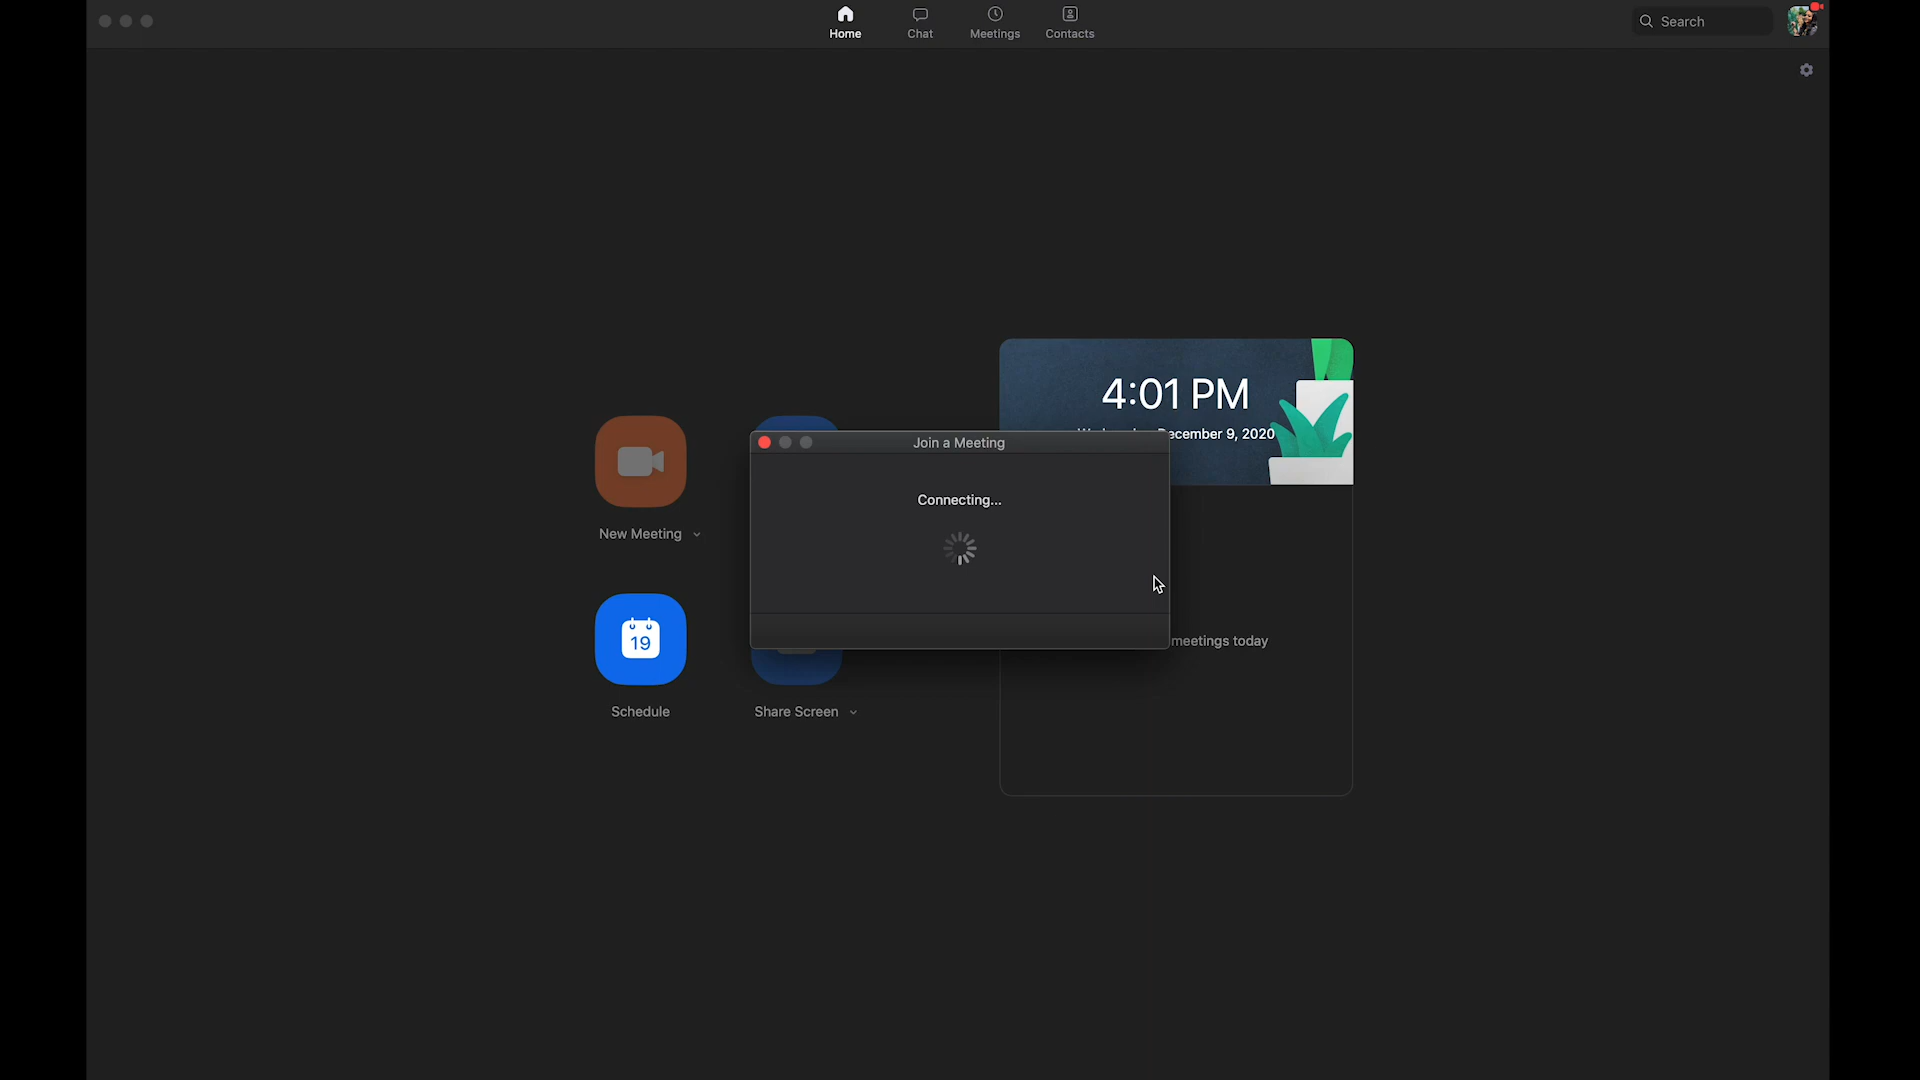 Home
Chat
Meetings
Contacts
Search
4:01 PM
December 9, 2020
Join a Meeting
Connecting...
New Meeting
19
meetings today
Schedule
Share Screen